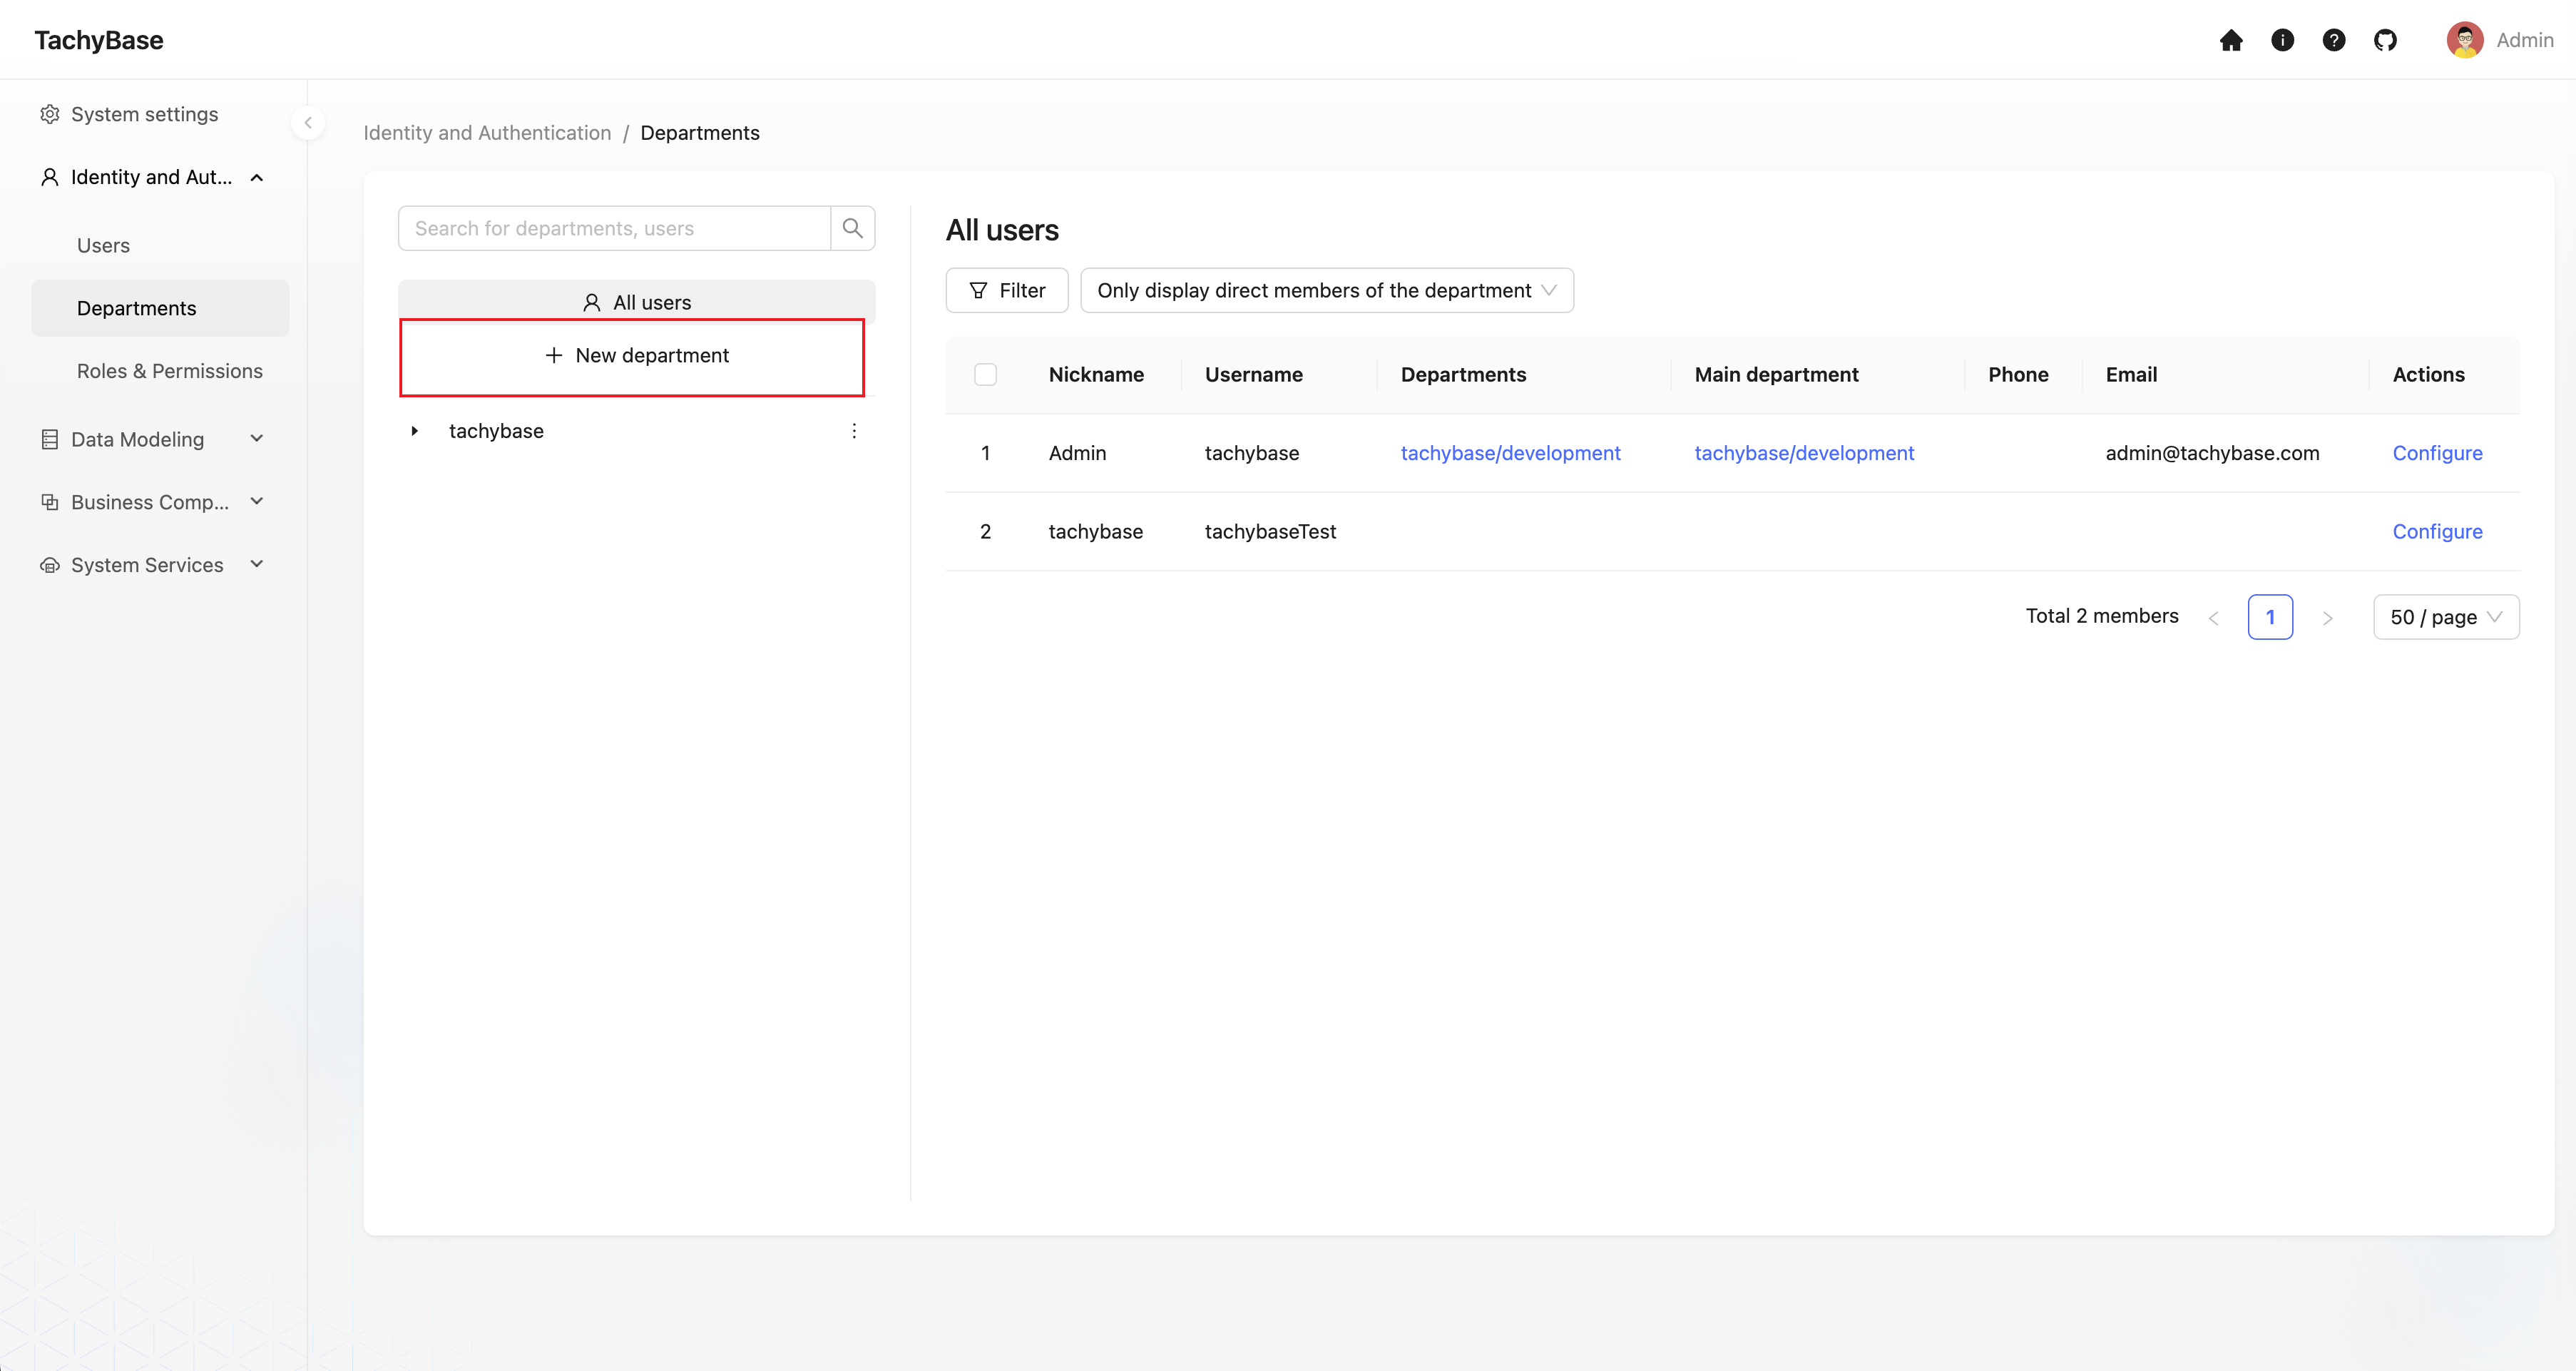 TachyBase
Admin
System settings
Identity and Aut...
Users
Departments
Roles & Permissions
Data Modeling
Business Comp...
System Services
Identity and Authentication / Departments
Search for departments, users
All users
+ New department
tachybase
All users
Filter
Only display direct members of the department
Nickname Username Departments Main department Phone Email Actions
1 Admin tachybase tachybase/development tachybase/development admin@tachybase.com Configure
2 tachybase tachybaseTest Configure
Total 2 members < 1 > 50 / page